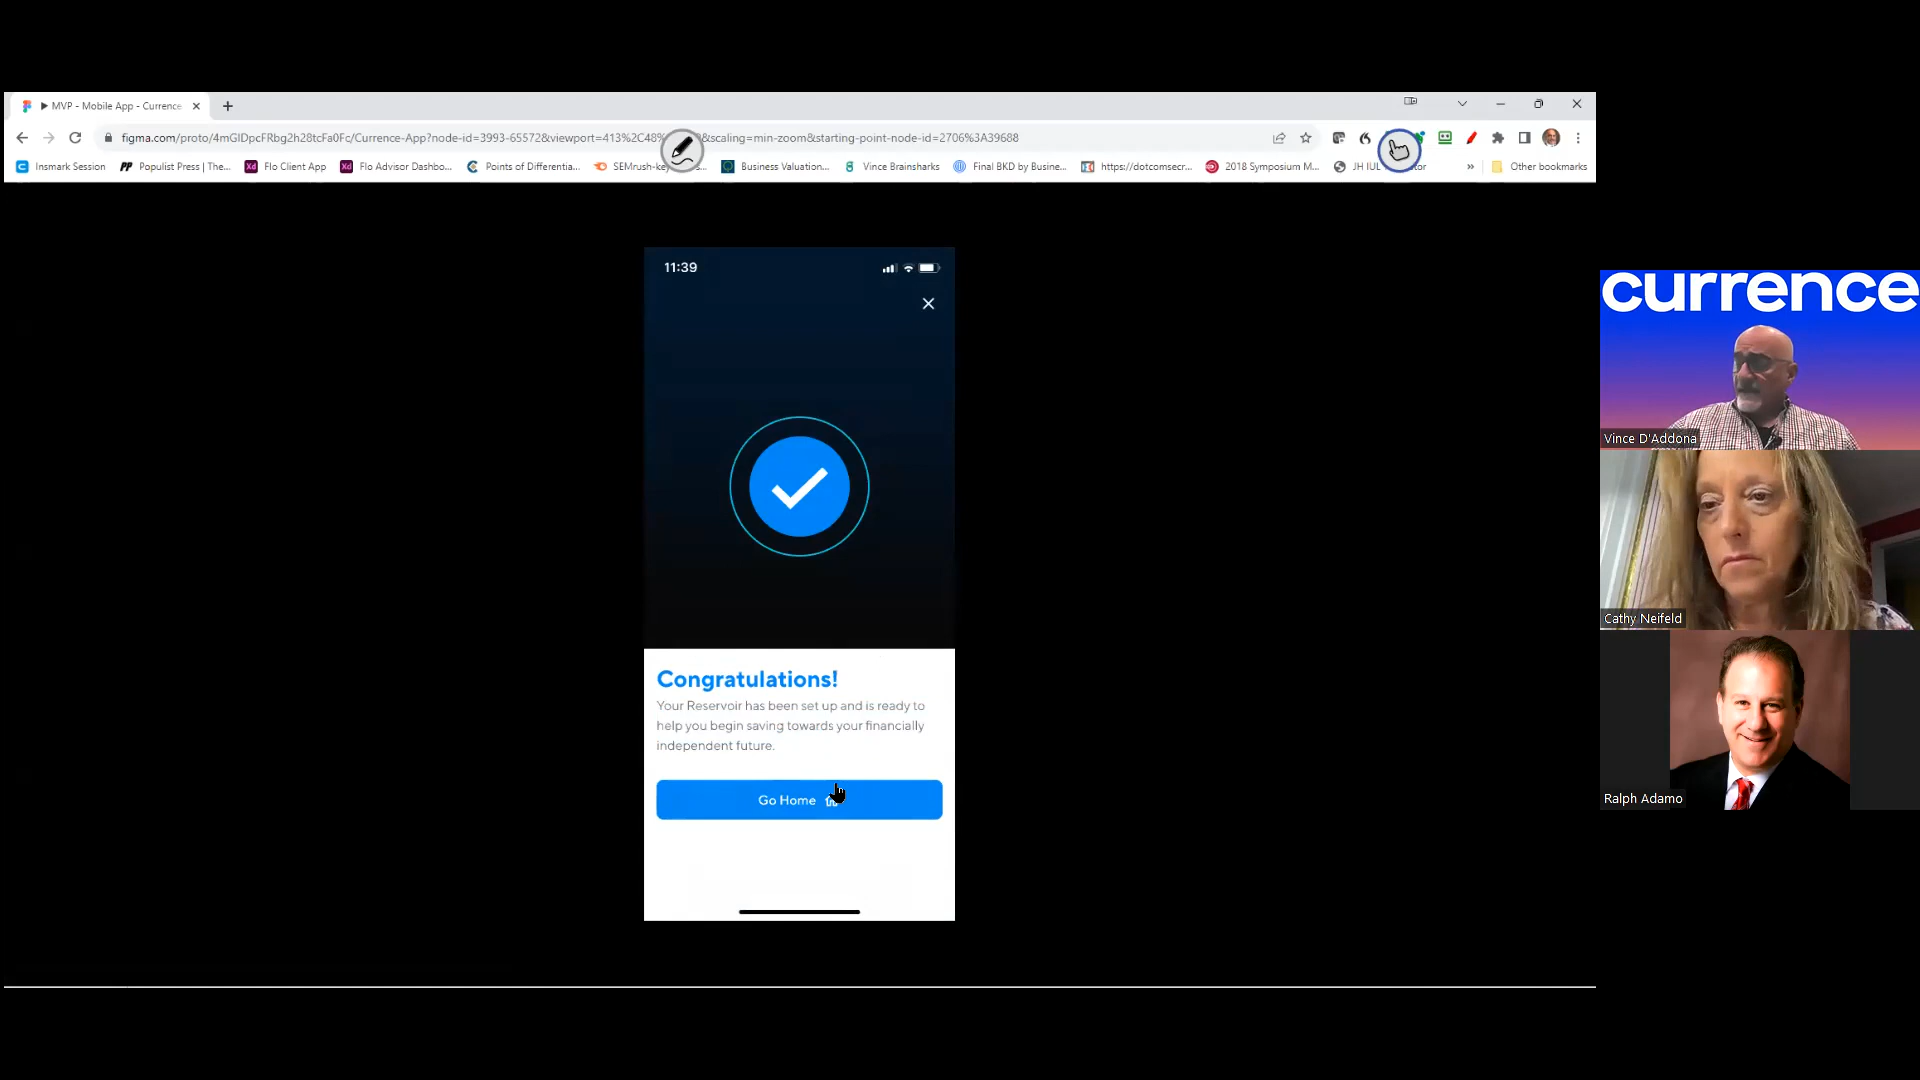 MVP - Mobile App - Currence
figma.com/proto/4mGIDpcFRbg2h28tcFa0Fc/Currence-App?node-id=3993-65572&viewport=413%2C48% &scaling=min-zoom&starting-point-node-id=2706%3A39688
Insmark Session
Populist Press | The...
Flo Client App
Flo Advisor Dashbo...
Points of Differentia...
SEMrush-key
Business Valuation...
Vince Brainsharks
Final BKD by Busine...
https://dotcomsecr...
2018 Symposium M...
JH IUL
Other bookmarks
11:39
Congratulations!
Your Reservoir has been set up and is ready to
help you begin saving towards your financially
independent future.
Go Home
currence
Vince D'Addona
Cathy Neifeld
Ralph Adamo